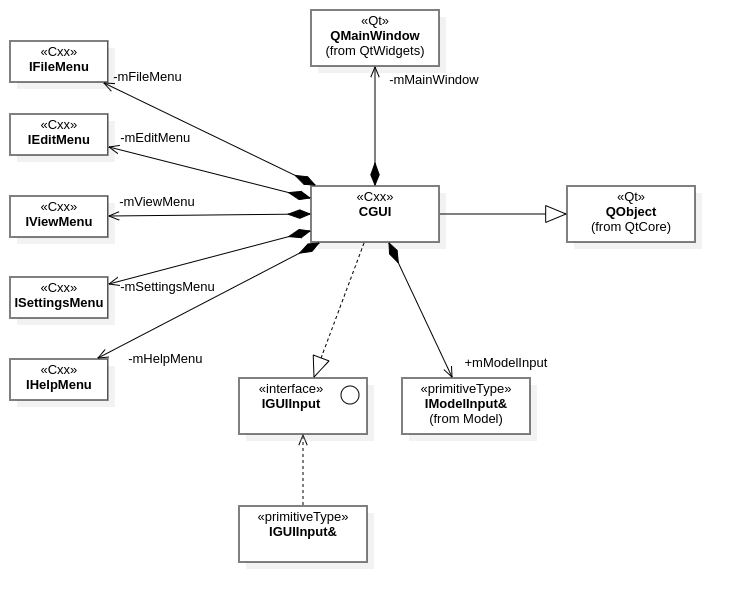 «Qt»
QMainWindow
(from QtWidgets)
«Cxx»
IFileMenu
-mFileMenu
-mMainWindow
«Cxx»
IEditMenu
-mEditMenu
«Cxx»
IViewMenu
-mViewMenu
«Cxx»
CGUI
«Qt»
QObject
(from QtCore)
«Cxx»
ISettingsMenu
-mSettingsMenu
«Cxx»
IHelpMenu
-mHelpMenu
+mModelInput
«interface»
IGUIInput
«primitiveType»
IModelInput&
(from Model)
«primitiveType»
IGUIInput&